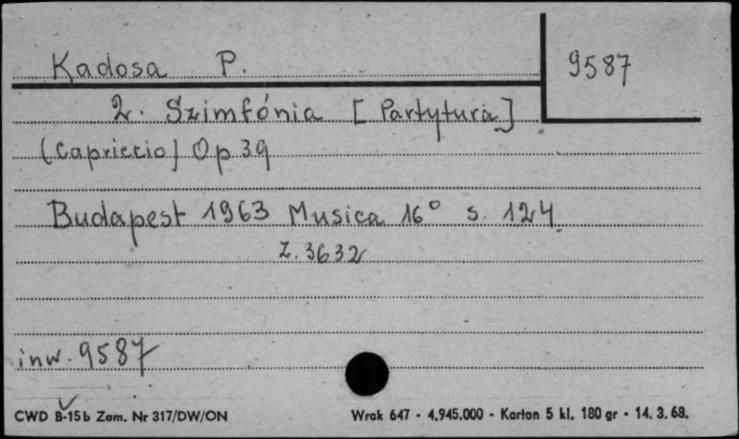 Kadosa P. 9587
2. Szimfónia [Partytura]
(Capriccio) Op 39
Budapest 1963 Musica 16° s. 124
Z. 3632
inw. 9587
CWD B-15b Zam. Nr 317/DW/ON Wrak 647 - 4.945.000 - Karton 5 kl. 180 gr - 14. 3. 68.